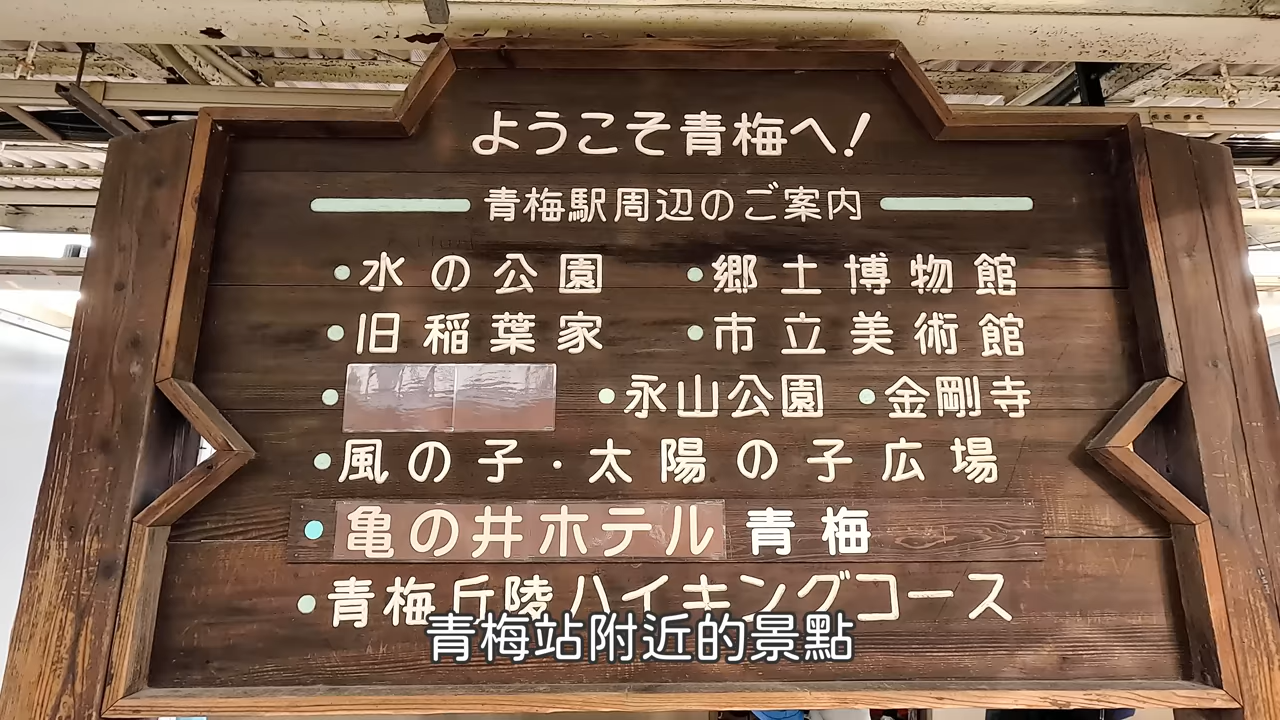 ようこそ青梅へ!
青梅駅周辺のご案内
•水の公園 •郷土博物館
•旧稲葉家 •市立美術館
• •永山公園 •金剛寺
•風の子・太陽の子広場
•亀の井ホテル 青梅
•青梅丘陵ハイキングコース
青梅站附近的景點